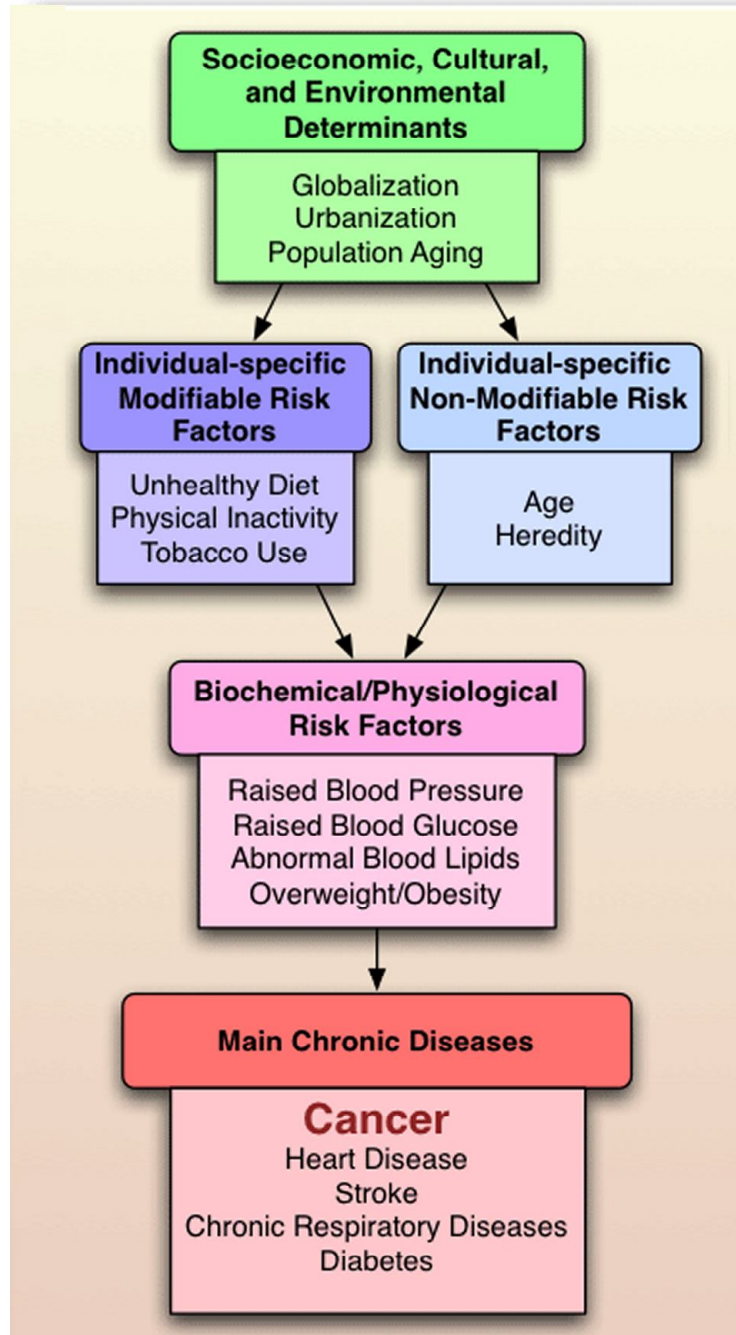 Socioeconomic, Cultural,
and Environmental
Determinants
Globalization
Urbanization
Population Aging
Individual-specific
Modifiable Risk
Factors
Unhealthy Diet
Physical Inactivity
Tobacco Use
Individual-specific
Non-Modifiable Risk
Factors
Age
Heredity
Biochemical/Physiological
Risk Factors
Raised Blood Pressure
Raised Blood Glucose
Abnormal Blood Lipids
Overweight/Obesity
Main Chronic Diseases
Cancer
Heart Disease
Stroke
Chronic Respiratory Diseases
Diabetes